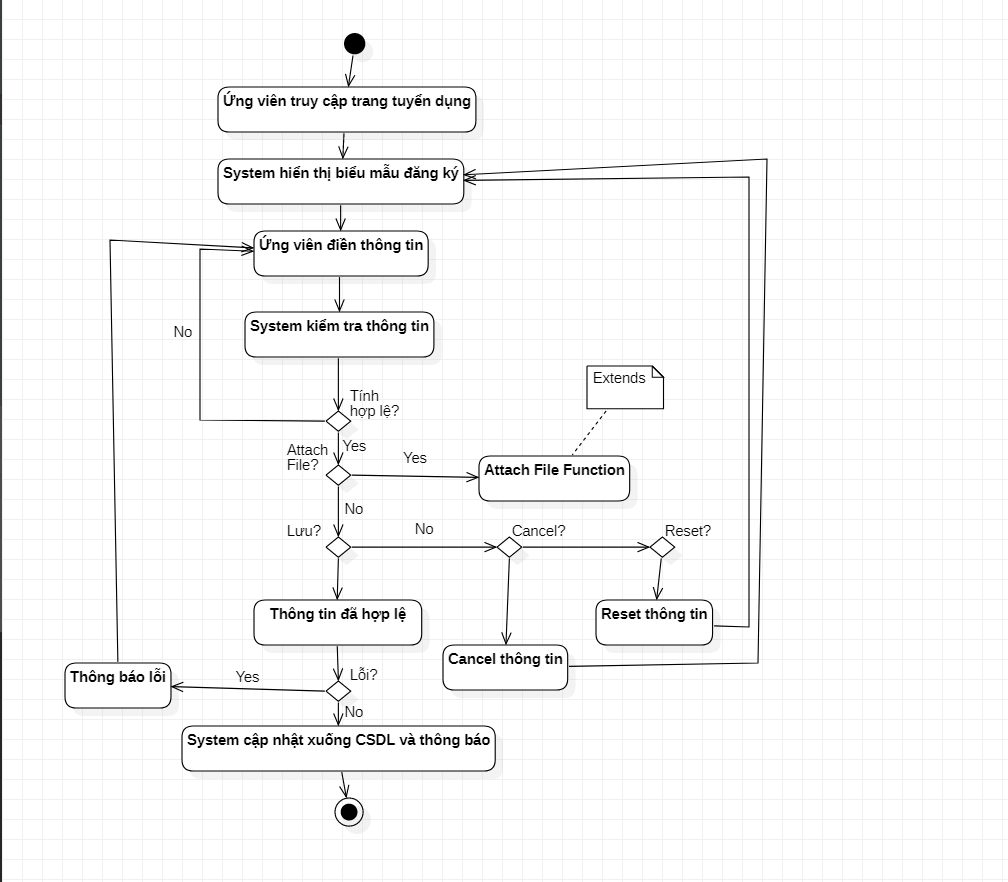 Ứng viên truy cập trang tuyển dụng
System hiển thị biểu mẫu đăng ký
Ứng viên điền thông tin
System kiểm tra thông tin
No
Tính
hợp lệ?
Extends
Attach
File?
Yes
Yes
Attach File Function
No
Lưu?
No
Cancel?
Reset?
Thông tin đã hợp lệ
Reset thông tin
Cancel thông tin
Thông báo lỗi
Yes
Lỗi?
No
System cập nhật xuống CSDL và thông báo